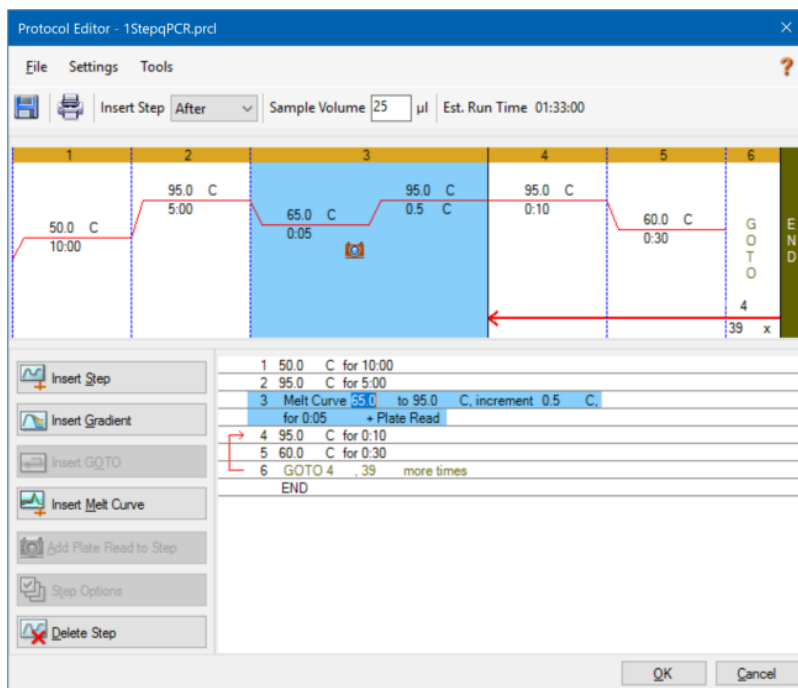 Protocol Editor - 1StepqPCR.prcl
File Settings Tools ?
Insert Step After Sample Volume 25 µl Est. Run Time 01:33:00
1 2 3 4 5 6
50.0 C
10:00
95.0 C
5:00
65.0 C
0:05
95.0 C
0.5 C
95.0 C
0:10
60.0 C
0:30
GOTO
4
39 x
END
Insert Step
Insert Gradient
Insert GOTO
Insert Melt Curve
Add Plate Read to Step
Step Options
Delete Step
1 50.0 C for 10:00
2 95.0 C for 5:00
3 Melt Curve 65.0 to 95.0 C, increment 0.5 C,
for 0:05 + Plate Read
4 95.0 C for 0:10
5 60.0 C for 0:30
6 GOTO 4 , 39 more times
END
OK Cancel